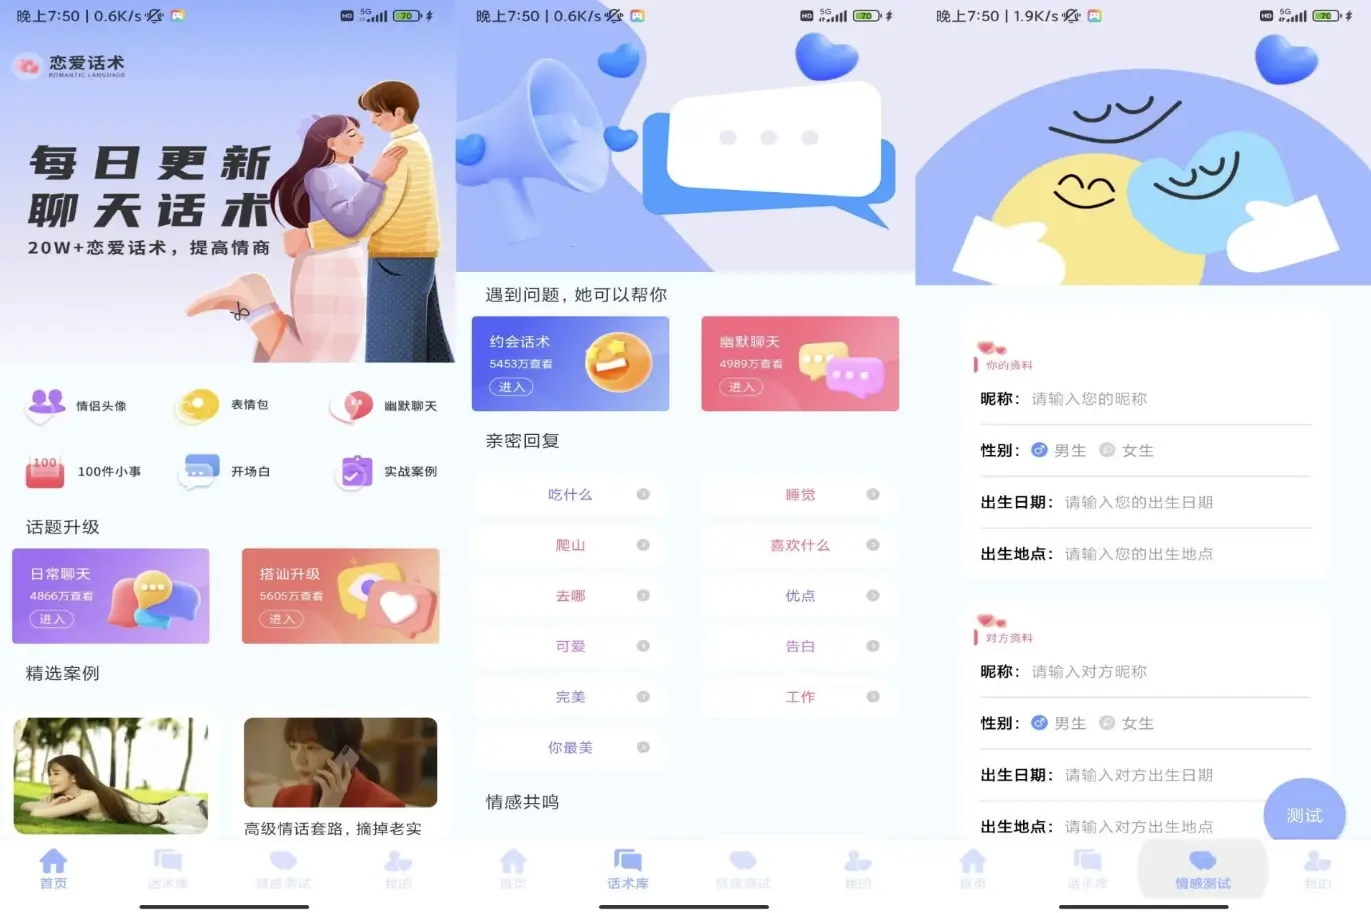 晚上7:50 | 0.6K/s
HD 5G 70
恋爱话术
ROMANTIC LANGUAGE
每日更新
聊天话术
20W+恋爱话术，提高情商
情侣头像
表情包
幽默聊天
100
100件小事
开场白
实战案例
话题升级
日常聊天
4866万查看
进入
搭讪升级
5605万查看
进入
精选案例
高级情话套路，摘掉老实
首页
话术库
情感测试
我的
晚上7:50 | 0.6K/s
HD 5G 70
遇到问题，她可以帮你
约会话术
5453万查看
进入
幽默聊天
4989万查看
进入
亲密回复
吃什么
睡觉
爬山
喜欢什么
去哪
优点
可爱
告白
完美
工作
你最美
情感共鸣
首页
话术库
情感测试
我的
晚上7:50 | 1.9K/s
HD 5G 70
你的资料
昵称： 请输入您的昵称
性别： 男生 女生
出生日期： 请输入您的出生日期
出生地点： 请输入您的出生地点
对方资料
昵称： 请输入对方昵称
性别： 男生 女生
出生日期： 请输入对方出生日期
出生地点： 请输入对方出生地点
测试
首页
话术库
情感测试
我的